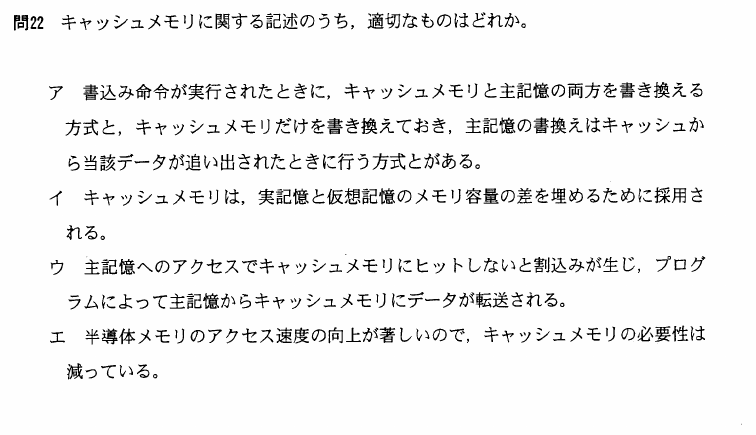 問22 キャッシュメモリに関する記述のうち，適切なものはどれか。
ア 書込み命令が実行されたときに，キャッシュメモリと主記憶の両方を書き換える
方式と，キャッシュメモリだけを書き換えておき，主記憶の書換えはキャッシュか
ら当該データが追い出されたときに行う方式とがある。
イ キャッシュメモリは，実記憶と仮想記憶のメモリ容量の差を埋めるために採用さ
れる。
ウ 主記憶へのアクセスでキャッシュメモリにヒットしないと割込みが生じ，プログ
ラムによって主記憶からキャッシュメモリにデータが転送される。
エ 半導体メモリのアクセス速度の向上が著しいので，キャッシュメモリの必要性は
減っている。